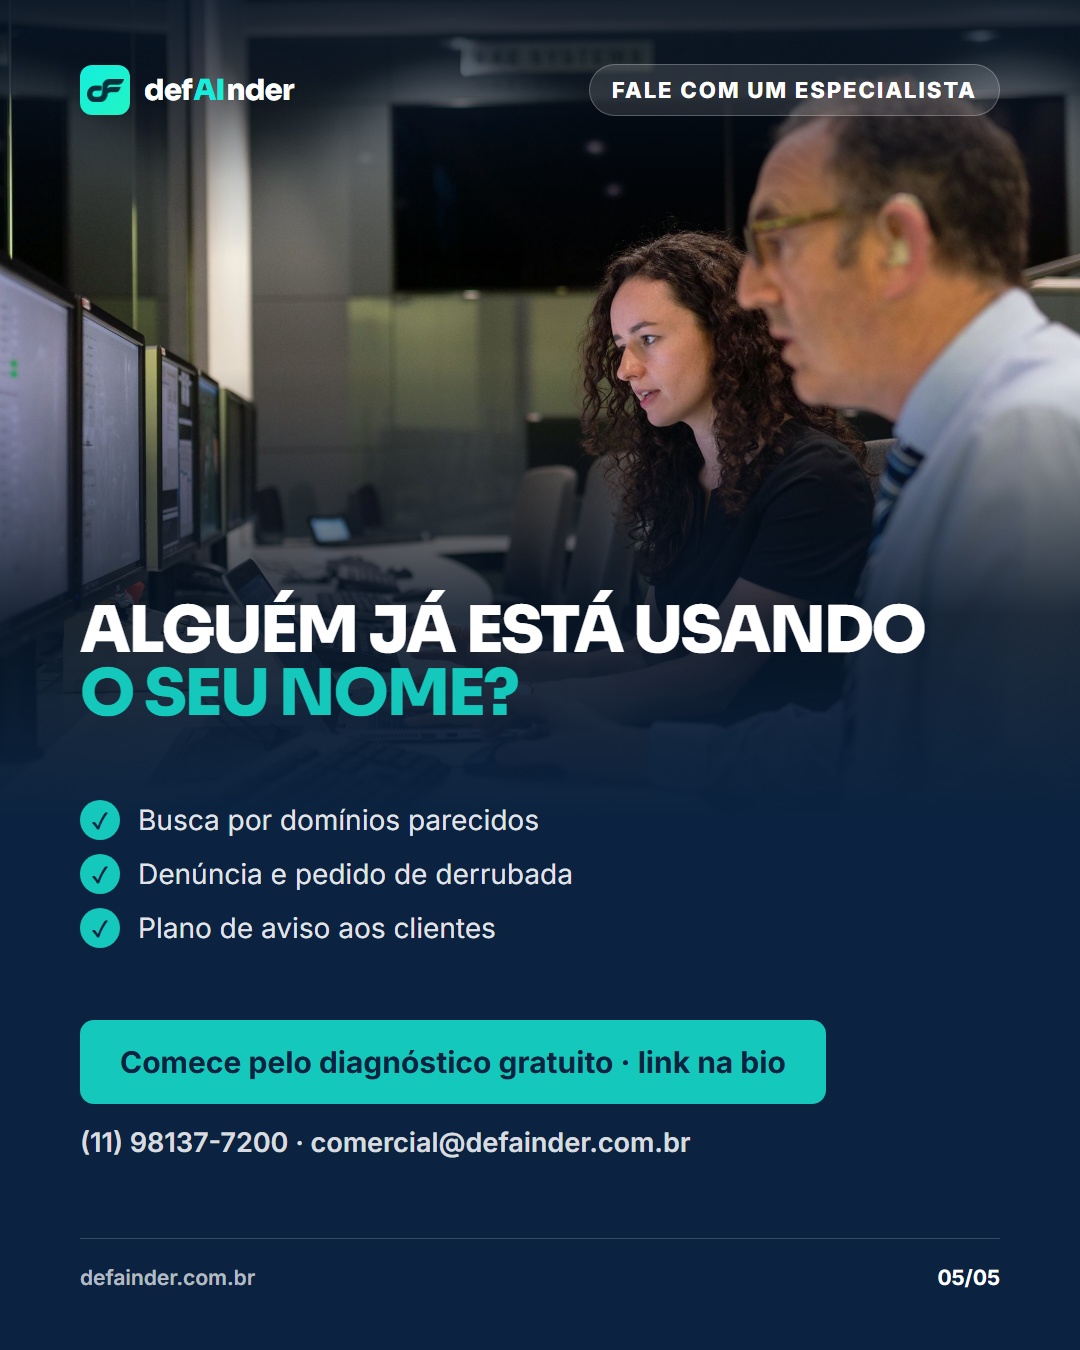 defAInder
FALE COM UM ESPECIALISTA
ALGUÉM JÁ ESTÁ USANDO
O SEU NOME?
Busca por domínios parecidos
Denúncia e pedido de derrubada
Plano de aviso aos clientes
Comece pelo diagnóstico gratuito · link na bio
(11) 98137-7200 · comercial@defainder.com.br
defainder.com.br
05/05